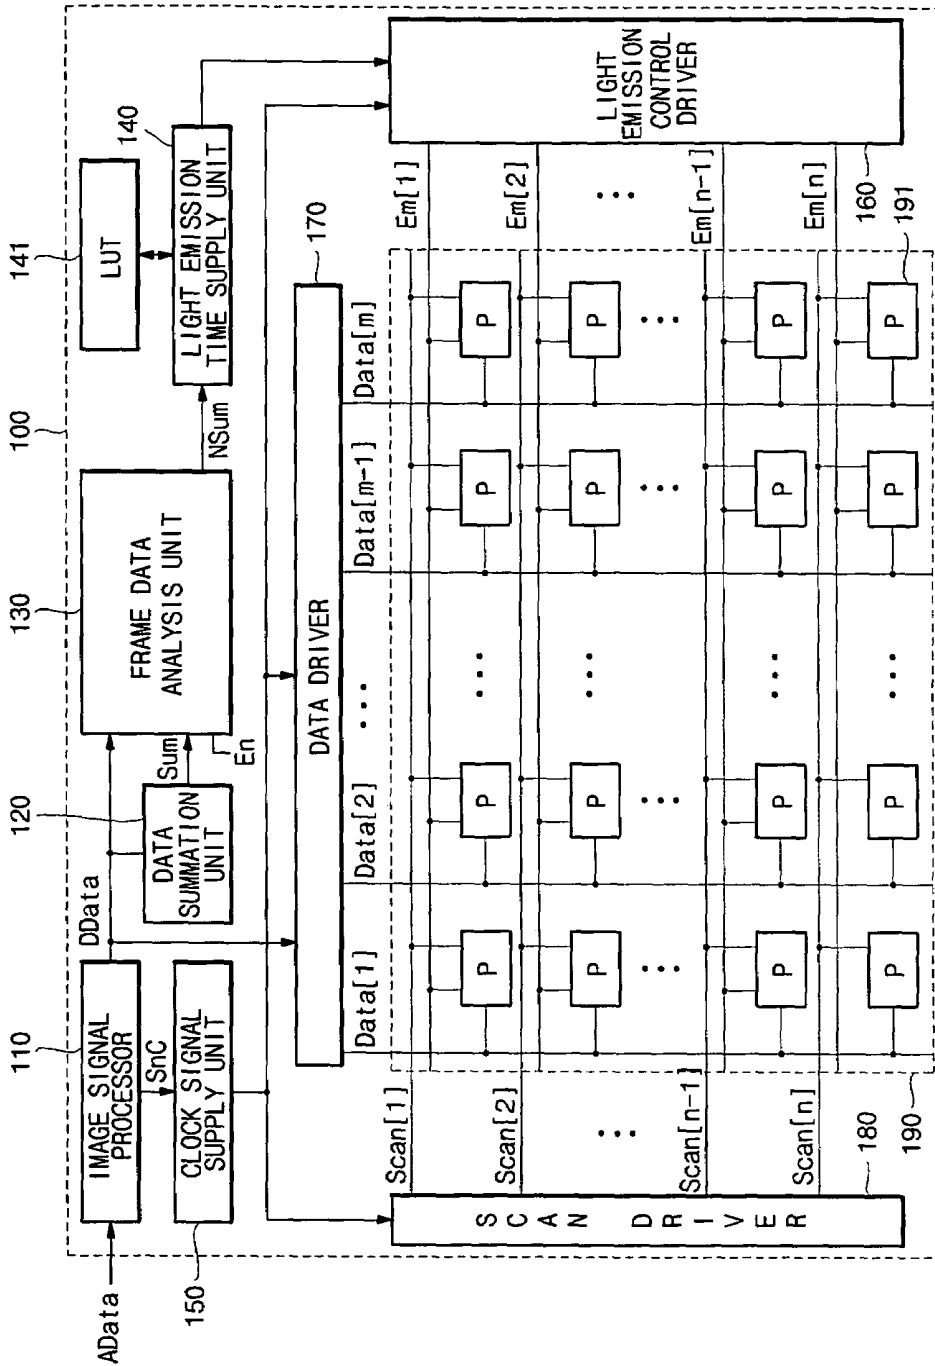 100
AData
110
IMAGE SIGNAL
PROCESSOR
SnC
DData
120
DATA
SUMMATION
UNIT
Sum
En
130
FRAME DATA
ANALYSIS UNIT
NSum
141
LUT
140
LIGHT EMISSION
TIME SUPPLY UNIT
150
CLOCK SIGNAL
SUPPLY UNIT
170
DATA DRIVER
Data[1]
Data[2]
...
Data[m-1]
Data[m]
Scan[1]
P
P
...
P
P
Em[1]
Scan[2]
P
P
...
P
P
Em[2]
...
...
...
...
...
...
Scan[n-1]
P
P
...
P
P
Em[n-1]
Scan[n]
P
P
...
P
P
Em[n]
SCAN DRIVER
180
190
LIGHT
EMISSION
CONTROL
DRIVER
160
191